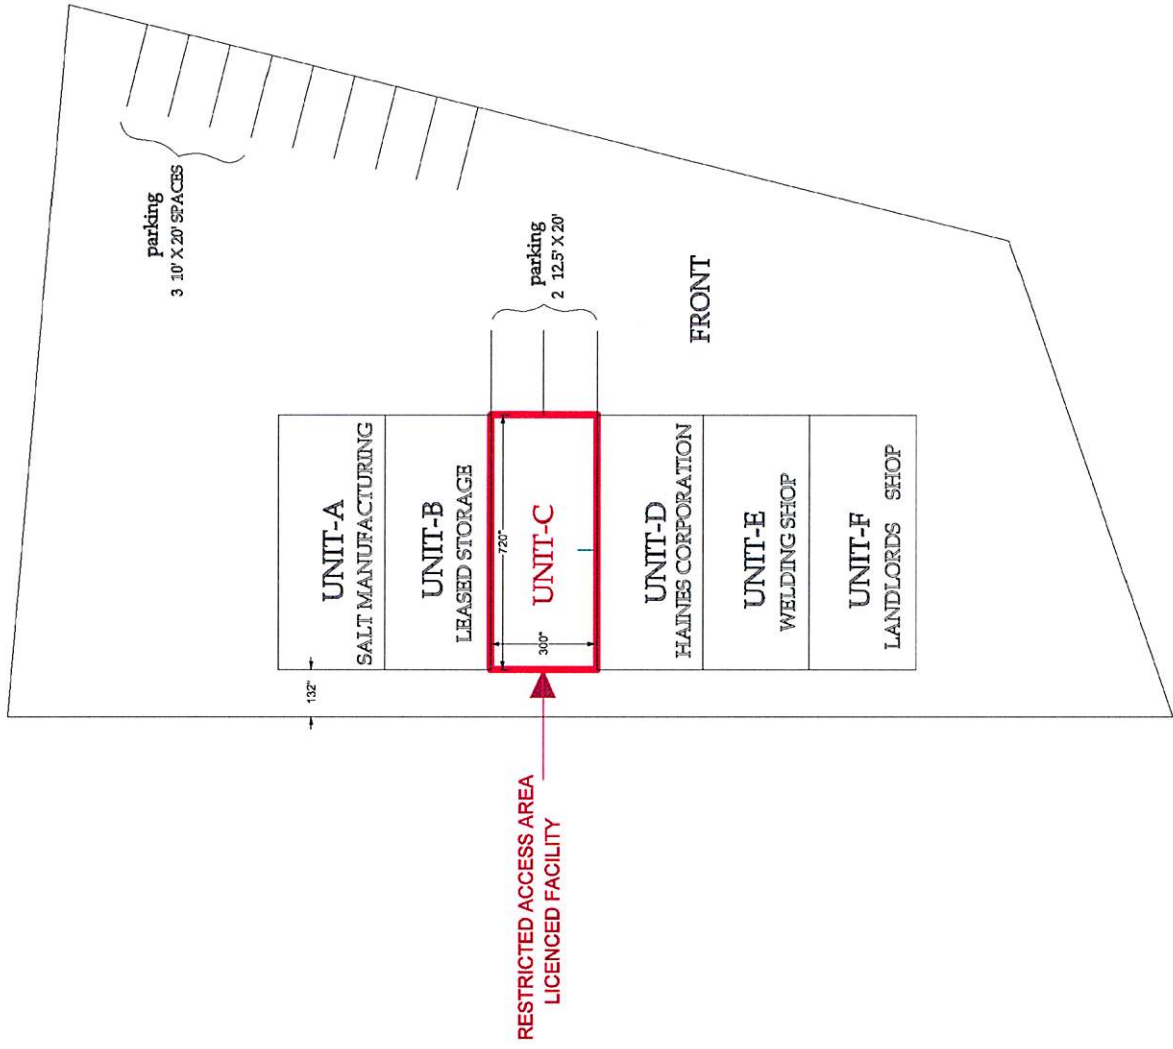 parking
3 10' X 20' SPACES
parking
2 12.5' X 20'
FRONT
UNIT-A
SALT MANUFACTURING
UNIT-B
LEASED STORAGE
720"
UNIT-C
300"
UNIT-D
HAINES CORPORATION
UNIT-E
WELDING SHOP
UNIT-F
LANDLORDS SHOP
132"
RESTRICTED ACCESS AREA
LICENCED FACILITY